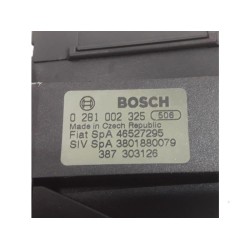 BOSCH
0 281 002 325 506
Made in Czech Republic
Fiat SpA 46527295
SIV SpA 3801880079
387 303126